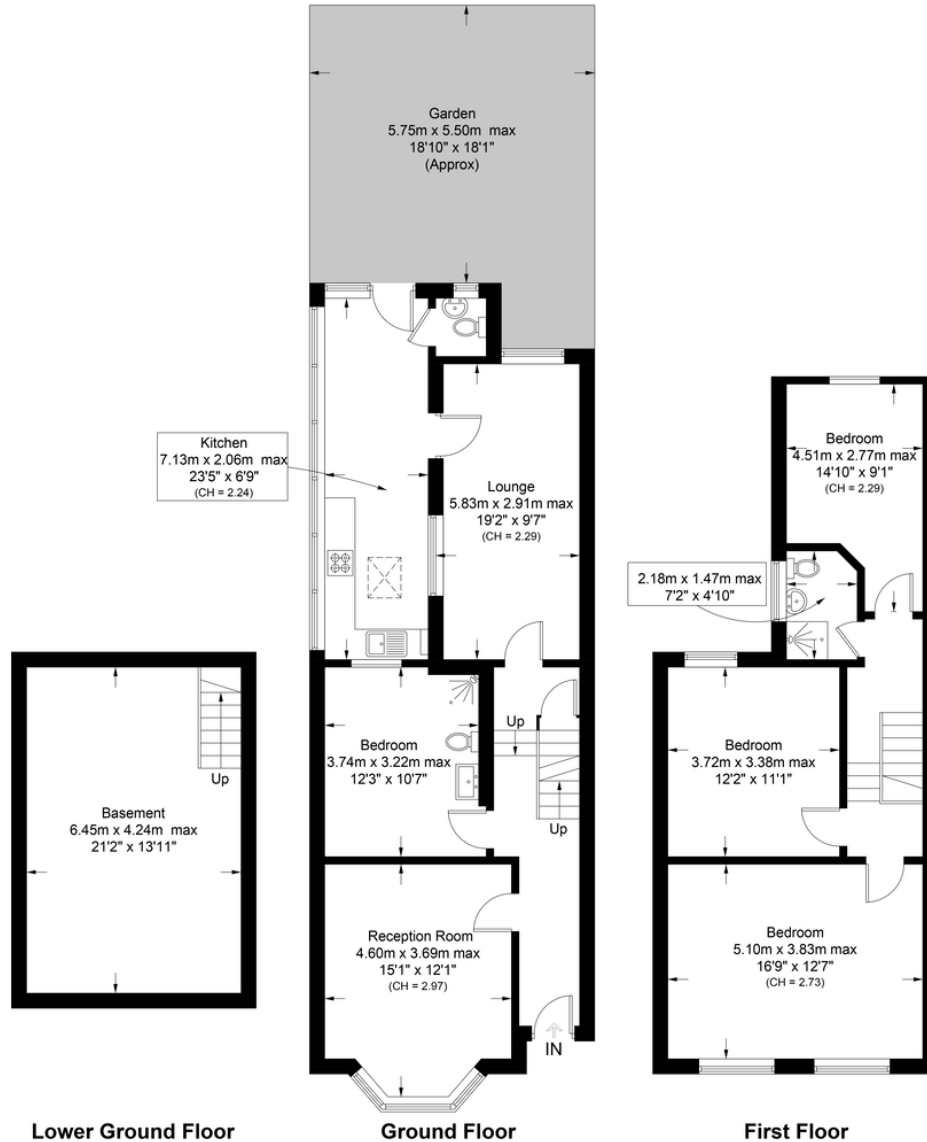 Garden
5.75m x 5.50m max
18'10" x 18'1"
(Approx)
Kitchen
7.13m x 2.06m max
23'5" x 6'9"
(CH = 2.24)
Lounge
5.83m x 2.91m max
19'2" x 9'7"
(CH = 2.29)
Bedroom
4.51m x 2.77m max
14'10" x 9'1"
(CH = 2.29)
2.18m x 1.47m max
7'2" x 4'10"
Up
Basement
6.45m x 4.24m max
21'2" x 13'11"
Bedroom
3.74m x 3.22m max
12'3" x 10'7"
Up
Up
Bedroom
3.72m x 3.38m max
12'2" x 11'1"
Reception Room
4.60m x 3.69m max
15'1" x 12'1"
(CH = 2.97)
IN
Bedroom
5.10m x 3.83m max
16'9" x 12'7"
(CH = 2.73)
Lower Ground Floor
Ground Floor
First Floor